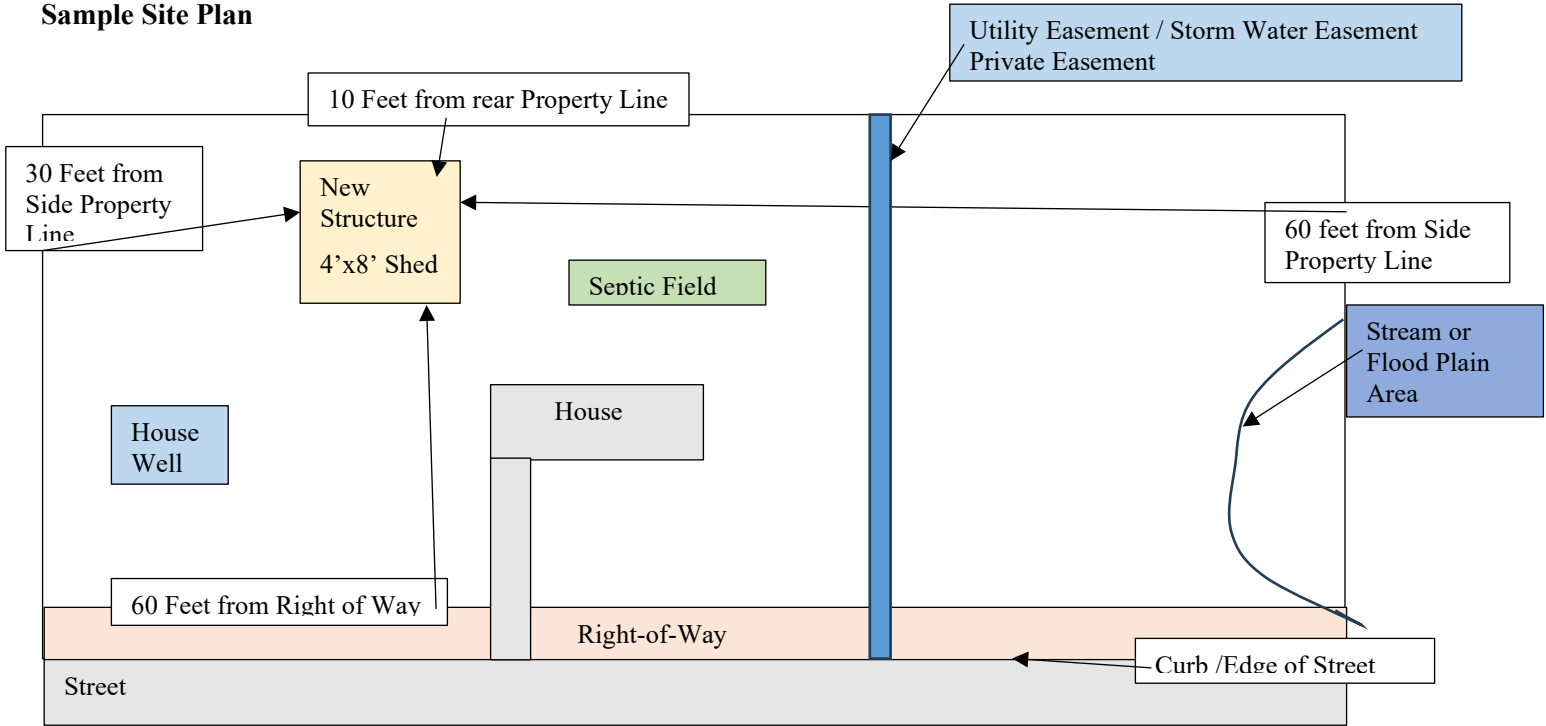 Sample Site Plan
Utility Easement / Storm Water Easement
Private Easement
10 Feet from rear Property Line
30 Feet from
Side Property
Line
New
Structure
4’x8’ Shed
60 feet from Side
Property Line
Septic Field
Stream or
Flood Plain
Area
House
House
Well
60 Feet from Right of Way
Right-of-Way
Curb /Edge of Street
Street